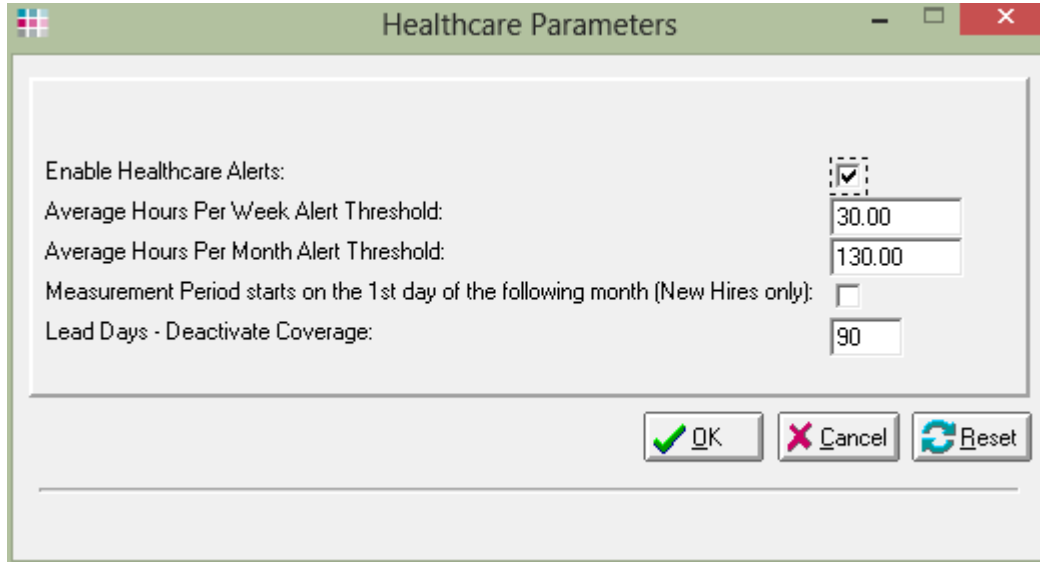 Healthcare Parameters
Enable Healthcare Alerts:
Average Hours Per Week Alert Threshold: 30.00
Average Hours Per Month Alert Threshold: 130.00
Measurement Period starts on the 1st day of the following month (New Hires only):
Lead Days - Deactivate Coverage: 90
OK Cancel Reset